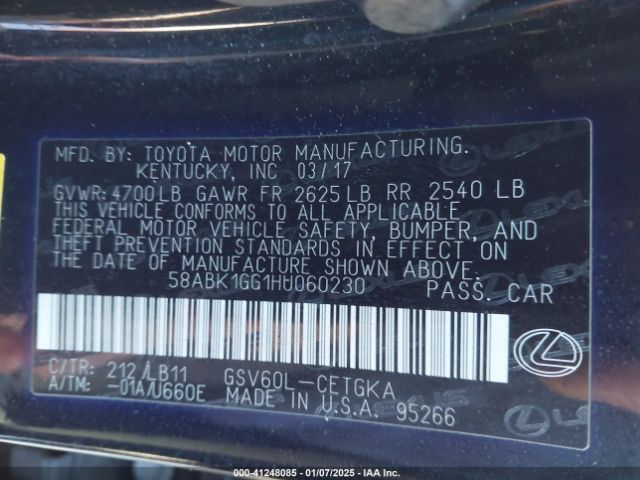 MFD. BY: TOYOTA MOTOR MANUFACTURING.
KENTUCKY, INC 03/17
GVWR: 4700LB GAWR FR 2625LB RR 2540 LB
THIS VEHICLE CONFORMS TO ALL APPLICABLE
FEDERAL MOTOR VEHICLE SAFETY, BUMPER, AND
THEFT PREVENTION STANDARDS IN EFFECT ON
THE DATE OF MANUFACTURE SHOWN ABOVE.
58ABK1GG1HU060230 PASS. CAR
C/TR: 212/LB11 GSV60L-CETGKA
A/TM: -01A/U660E MADE IN U.S.A. 95266
LEXUS
000-41248085 - 01/07/2025 - IAA Inc.